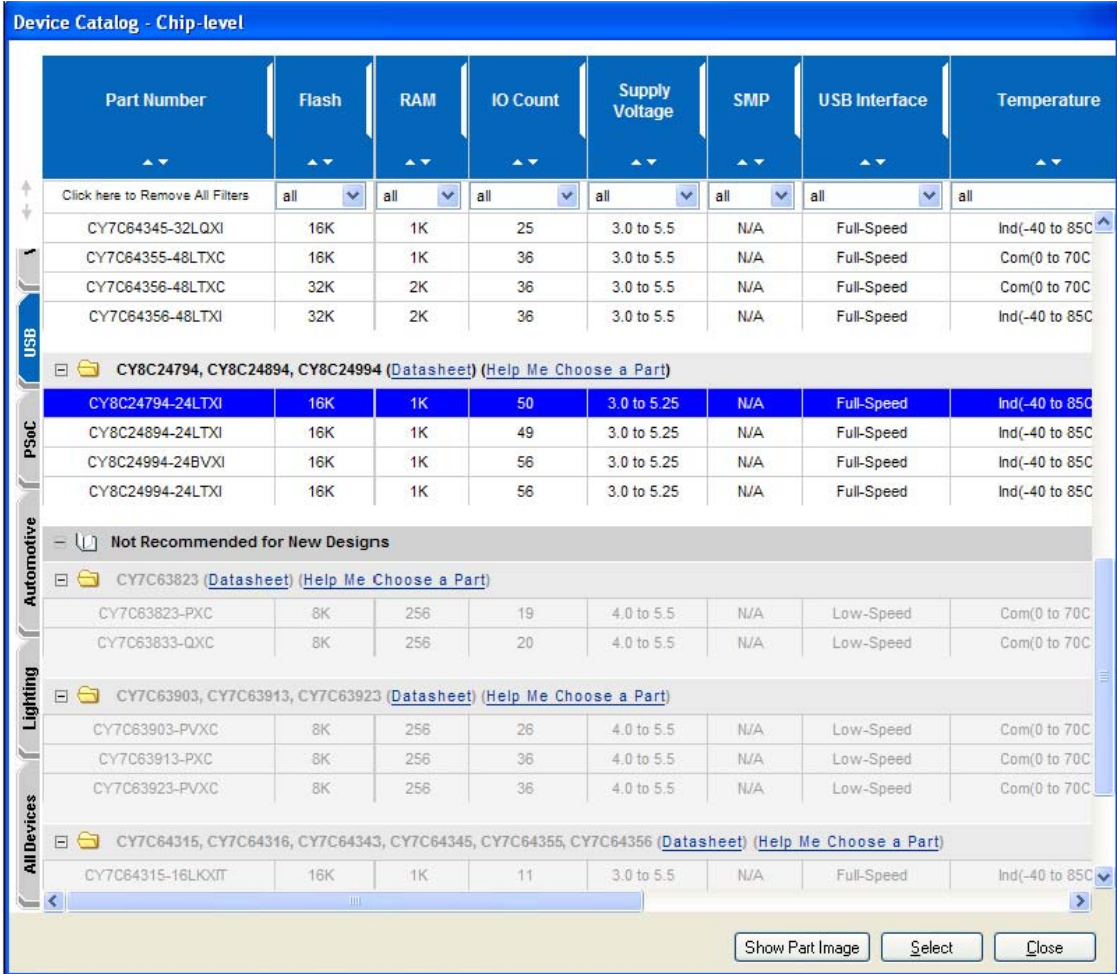 Device Catalog - Chip-level
Part Number Flash RAM IO Count Supply Voltage SMP USB Interface Temperature
Click here to Remove All Filters all all all all all all all
CY7C64345-32LQXI 16K 1K 25 3.0 to 5.5 N/A Full-Speed Ind(-40 to 85C
CY7C64355-48LTXC 16K 1K 36 3.0 to 5.5 N/A Full-Speed Com(0 to 70C
CY7C64356-48LTXC 32K 2K 36 3.0 to 5.5 N/A Full-Speed Com(0 to 70C
CY7C64356-48LTXI 32K 2K 36 3.0 to 5.5 N/A Full-Speed Ind(-40 to 85C
CY8C24794, CY8C24894, CY8C24994 (Datasheet) (Help Me Choose a Part)
CY8C24794-24LTXI 16K 1K 50 3.0 to 5.25 N/A Full-Speed Ind(-40 to 85C
CY8C24894-24LTXI 16K 1K 49 3.0 to 5.25 N/A Full-Speed Ind(-40 to 85C
CY8C24994-24BVXI 16K 1K 56 3.0 to 5.25 N/A Full-Speed Ind(-40 to 85C
CY8C24994-24LTXI 16K 1K 56 3.0 to 5.25 N/A Full-Speed Ind(-40 to 85C
Not Recommended for New Designs
CY7C63823 (Datasheet) (Help Me Choose a Part)
CY7C63823-PXC 8K 256 19 4.0 to 5.5 N/A Low-Speed Com(0 to 70C
CY7C63833-QXC 8K 256 20 4.0 to 5.5 N/A Low-Speed Com(0 to 70C
CY7C63903, CY7C63913, CY7C63923 (Datasheet) (Help Me Choose a Part)
CY7C63903-PVXC 8K 256 26 4.0 to 5.5 N/A Low-Speed Com(0 to 70C
CY7C63913-PXC 8K 256 36 4.0 to 5.5 N/A Low-Speed Com(0 to 70C
CY7C63923-PVXC 8K 256 36 4.0 to 5.5 N/A Low-Speed Com(0 to 70C
CY7C64315, CY7C64316, CY7C64343, CY7C64345, CY7C64355, CY7C64356 (Datasheet) (Help Me Choose a Part)
CY7C64315-16LKXIT 16K 1K 11 3.0 to 5.5 N/A Full-Speed Ind(-40 to 85C
USB
PSoC
Automotive
Lighting
All Devices
Show Part Image Select Close